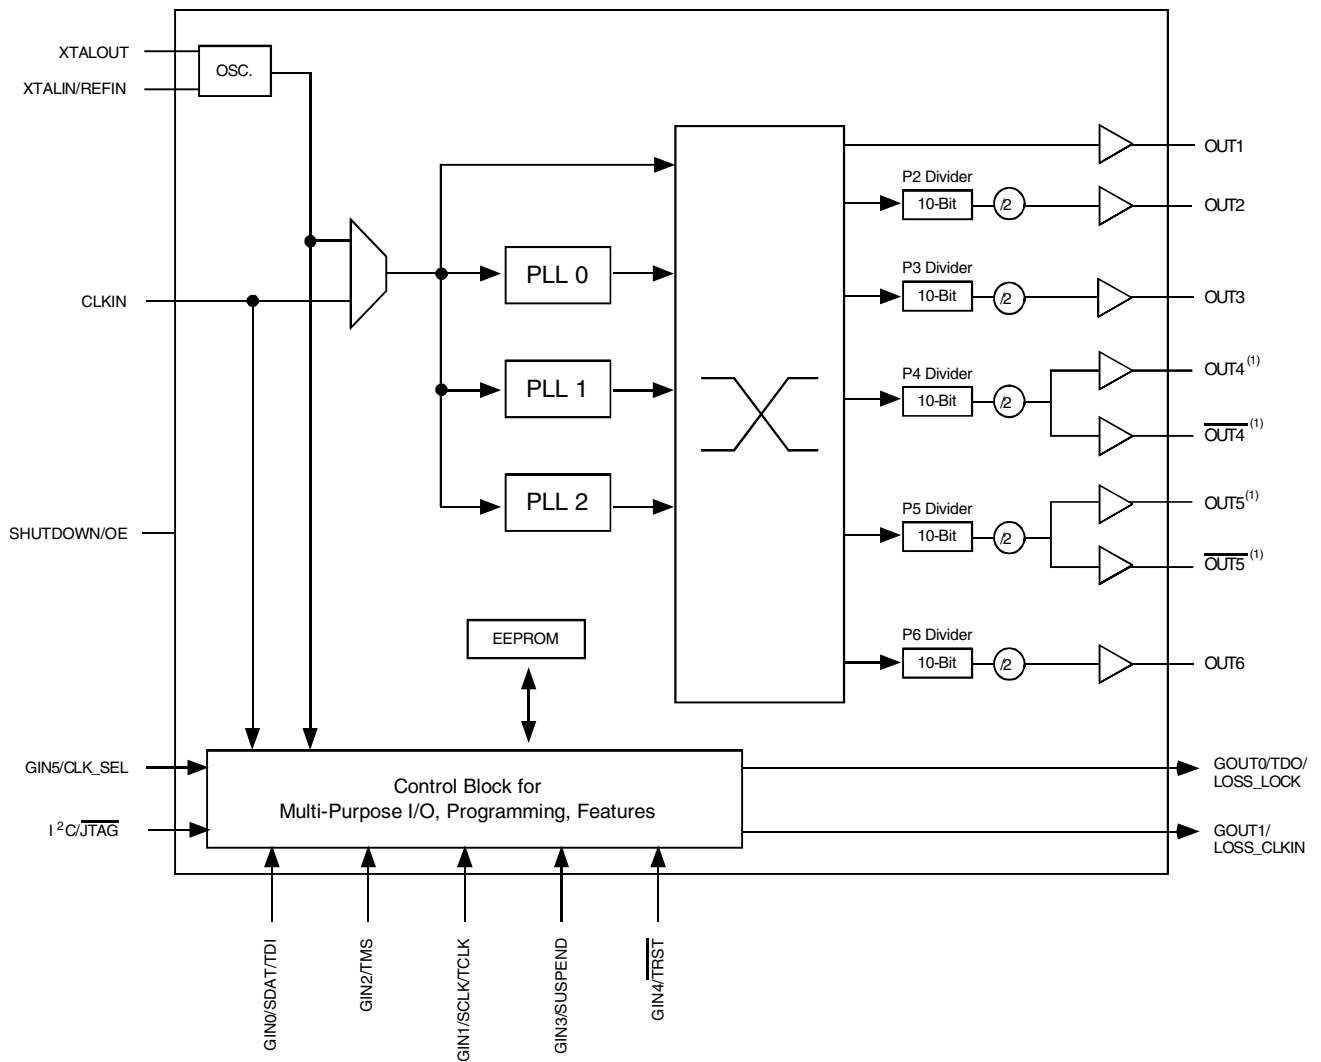 XTALOUT
XTALIN/REFIN
OSC.
OUT1
P2 Divider
10-Bit
/2
OUT2
PLL 0
P3 Divider
10-Bit
/2
OUT3
CLKIN
PLL 1
P4 Divider
10-Bit
/2
OUT4(1)
OUT4(1)
PLL 2
P5 Divider
10-Bit
/2
OUT5(1)
OUT5(1)
SHUTDOWN/OE
EEPROM
P6 Divider
10-Bit
/2
OUT6
GIN5/CLK_SEL
I2C/JTAG
Control Block for
Multi-Purpose I/O, Programming, Features
GOUT0/TDO/
LOSS_LOCK
GOUT1/
LOSS_CLKIN
GIN0/SDAT/TDI
GIN2/TMS
GIN1/SCLK/TCLK
GIN3/SUSPEND
GIN4/TRST